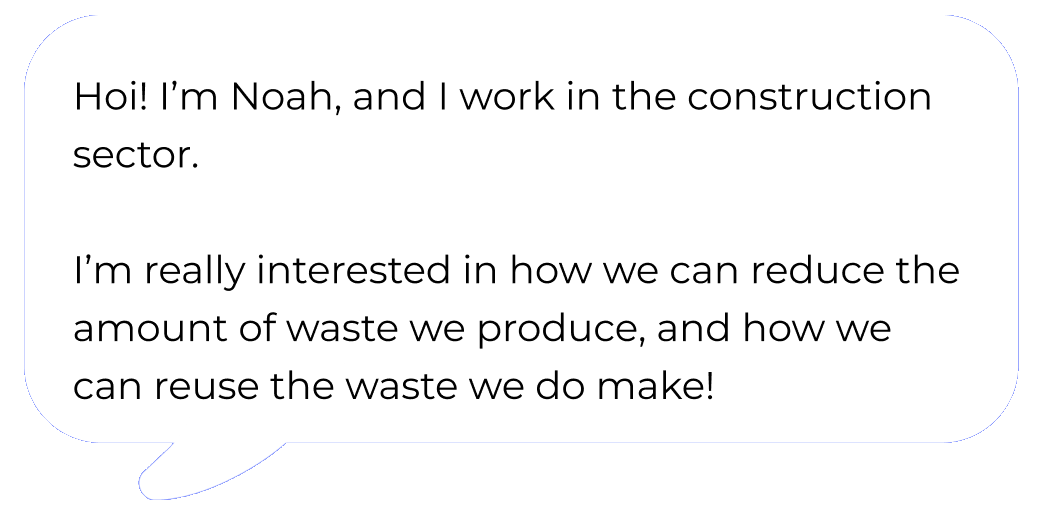 Hoi! I’m Noah, and I work in the construction
sector.
I’m really interested in how we can reduce the
amount of waste we produce, and how we
can reuse the waste we do make!